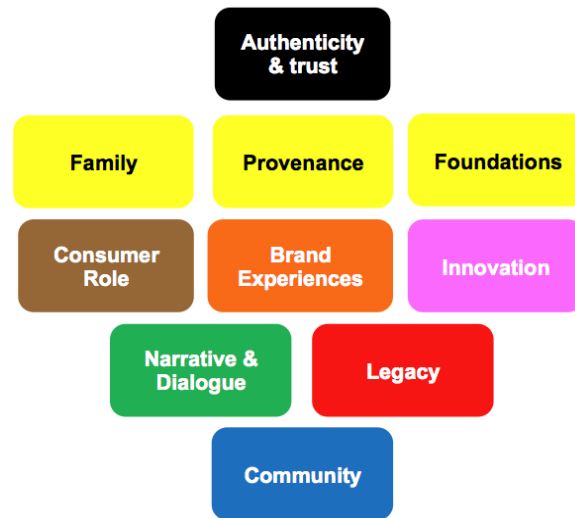 Authenticity
& trust
Family
Provenance
Foundations
Consumer
Role
Brand
Experiences
Innovation
Narrative &
Dialogue
Legacy
Community